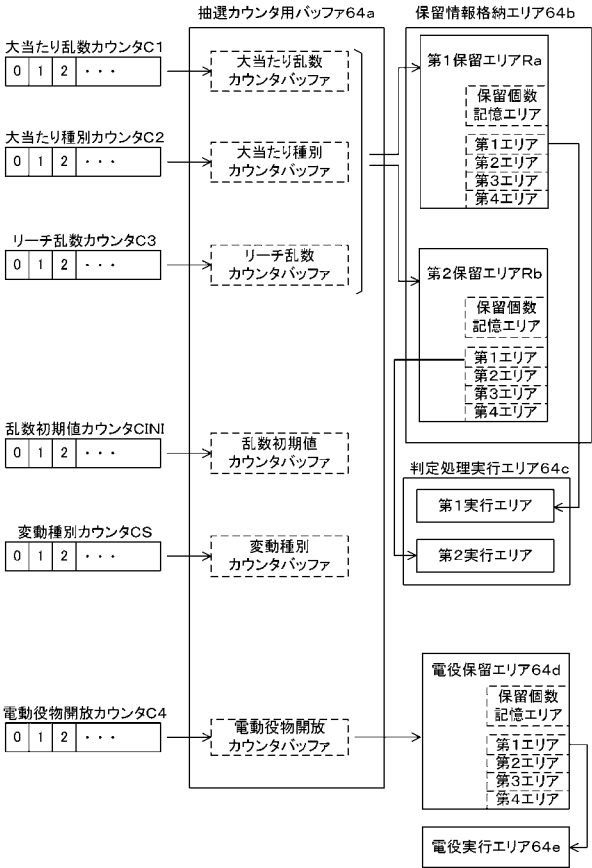 抽選カウンタ用バッファ64a
保留情報格納エリア64b
大当たり乱数カウンタC1
0 1 2 ・・・
大当たり乱数
カウンタバッファ
第1保留エリアRa
保留個数
記憶エリア
第1エリア
第2エリア
第3エリア
第4エリア
大当たり種別カウンタC2
0 1 2 ・・・
大当たり種別
カウンタバッファ
リーチ乱数カウンタC3
0 1 2 ・・・
リーチ乱数
カウンタバッファ
第2保留エリアRb
保留個数
記憶エリア
第1エリア
第2エリア
第3エリア
第4エリア
乱数初期値カウンタCINI
0 1 2 ・・・
乱数初期値
カウンタバッファ
判定処理実行エリア64c
第1実行エリア
第2実行エリア
変動種別カウンタCS
0 1 2 ・・・
変動種別
カウンタバッファ
電動役物開放カウンタC4
0 1 2 ・・・
電動役物開放
カウンタバッファ
電役保留エリア64d
保留個数
記憶エリア
第1エリア
第2エリア
第3エリア
第4エリア
電役実行エリア64e